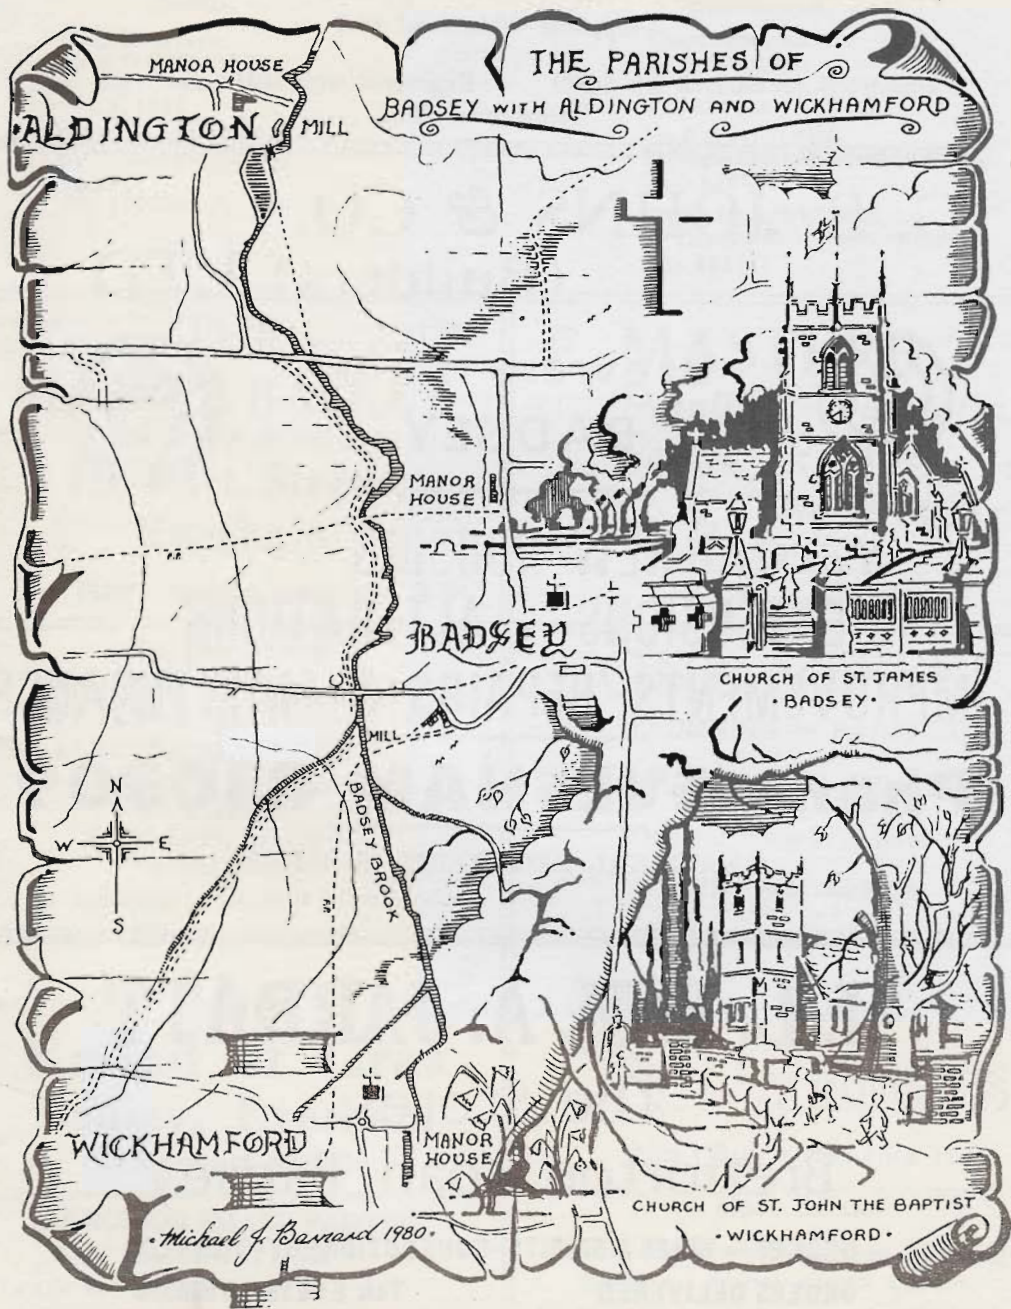 THE PARISHES OF
BADSEY WITH ALDINGTON AND WICKHAMFORD
MANOR HOUSE
ALDINGTON
MILL
MANOR
HOUSE
BADSEY
CHURCH OF ST. JAMES
· BADSEY ·
MILL
BADSEY BROOK
N
W
E
S
WICKHAMFORD
MANOR
HOUSE
CHURCH OF ST. JOHN THE BAPTIST
· WICKHAMFORD ·
· Michael J. Barnard 1980 ·